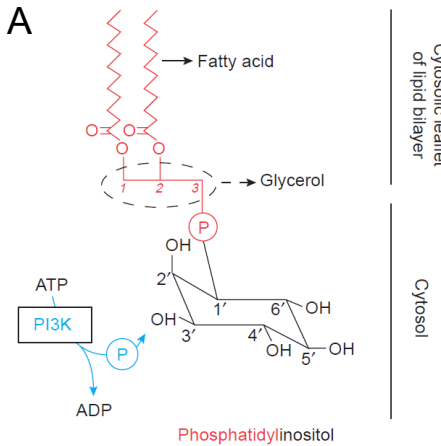 A
Fatty acid
Cytosolic leaflet
of lipid bilayer
O
O
O
O
1
2
3
Glycerol
P
OH
2′
1′
6′
OH
OH
3′
4′
OH
5′
OH
Cytosol
ATP
PI3K
P
ADP
Phosphatidylinositol